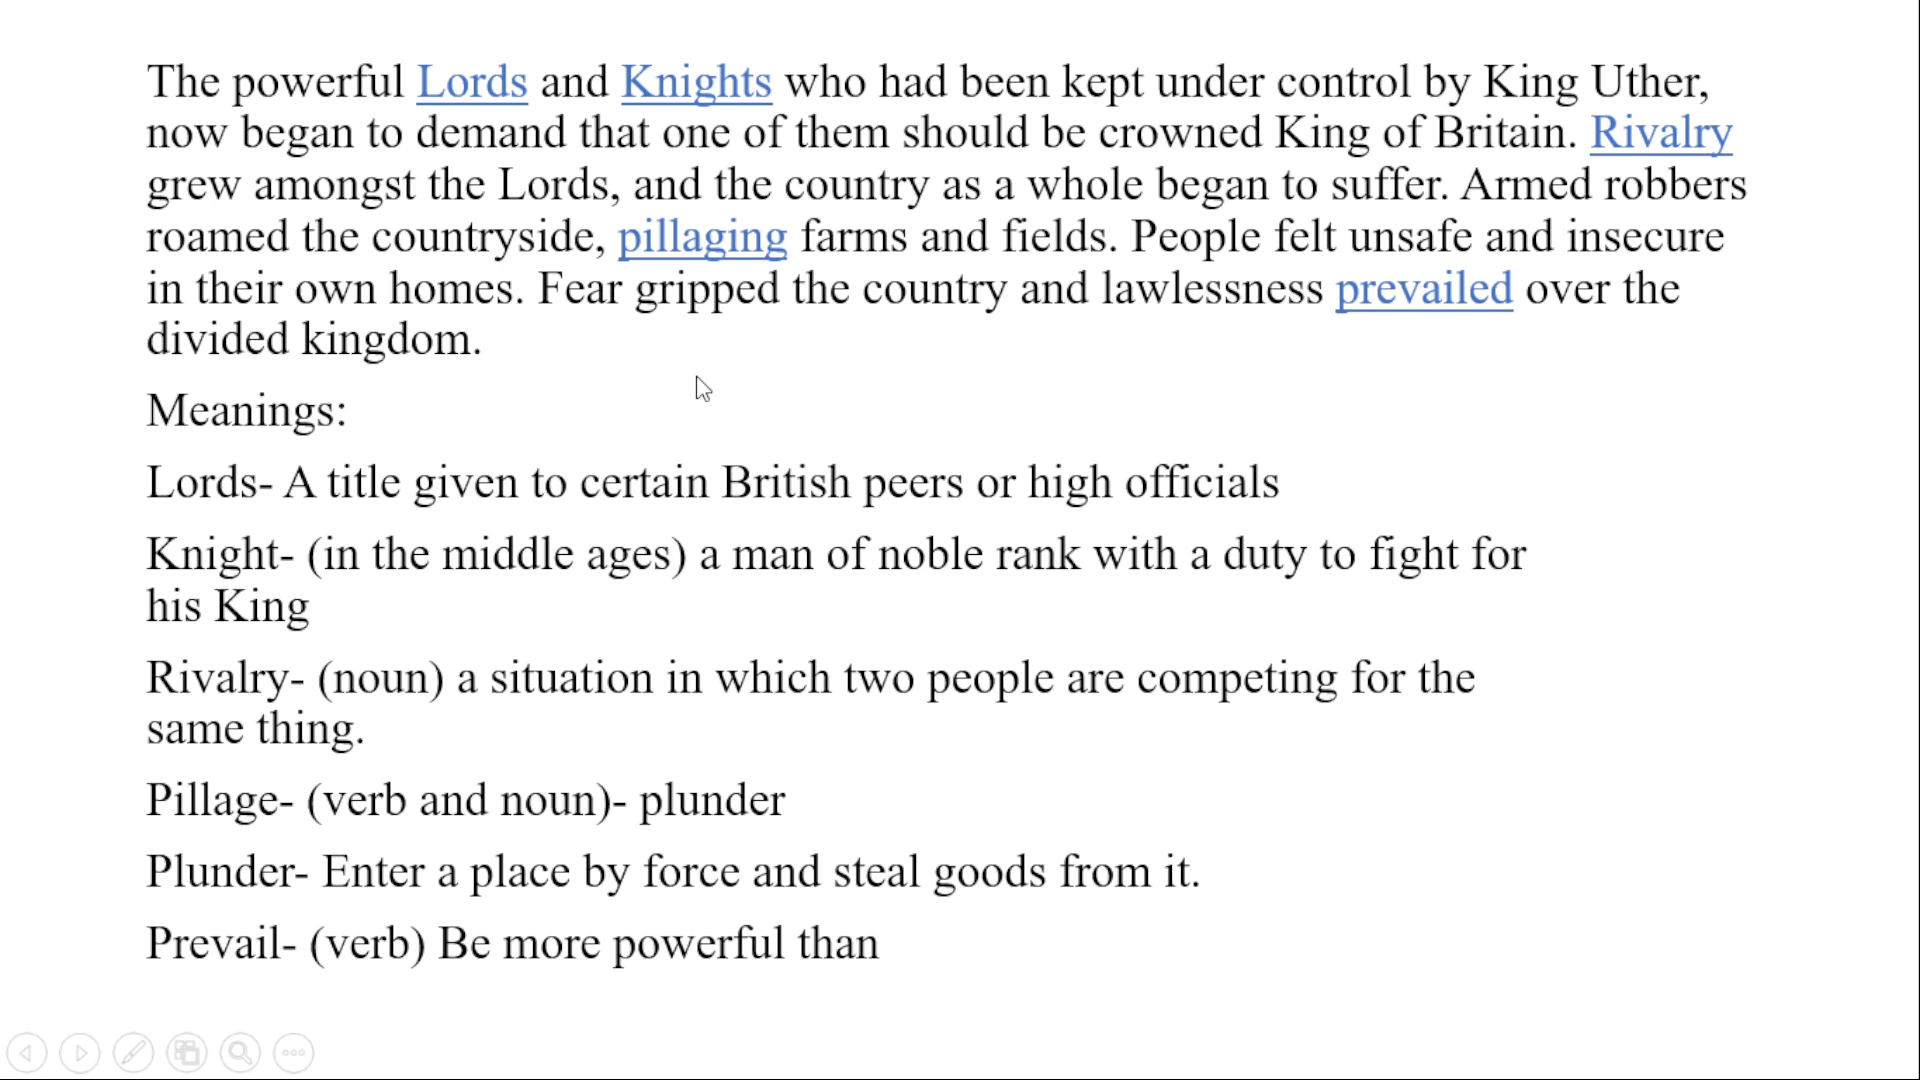 The powerful Lords and Knights who had been kept under control by King Uther,
now began to demand that one of them should be crowned King of Britain. Rivalry
grew amongst the Lords, and the country as a whole began to suffer. Armed robbers
roamed the countryside, pillaging farms and fields. People felt unsafe and insecure
in their own homes. Fear gripped the country and lawlessness prevailed over the
divided kingdom.
Meanings:
Lords- A title given to certain British peers or high officials
Knight- (in the middle ages) a man of noble rank with a duty to fight for
his King
Rivalry- (noun) a situation in which two people are competing for the
same thing.
Pillage- (verb and noun)- plunder
Plunder- Enter a place by force and steal goods from it.
Prevail- (verb) Be more powerful than